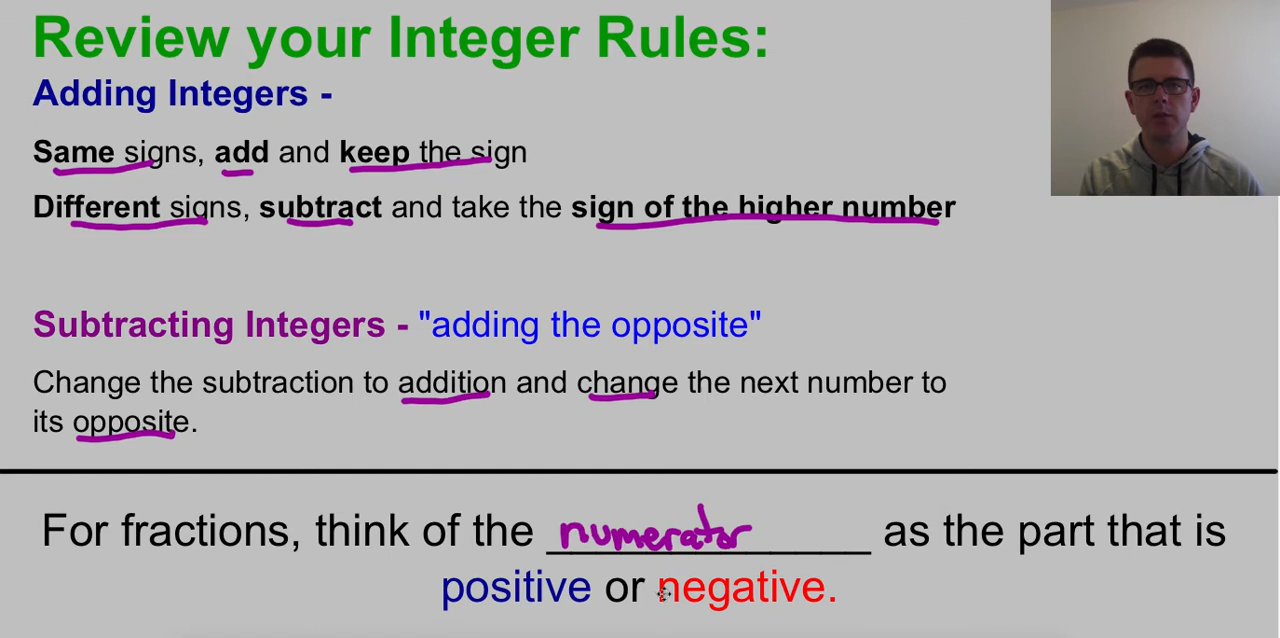 Review your Integer Rules:
Adding Integers -
Same signs, add and keep the sign
Different signs, subtract and take the sign of the higher number
Subtracting Integers - "adding the opposite"
Change the subtraction to addition and change the next number to
its opposite.
For fractions, think of the numerator as the part that is
positive or negative.